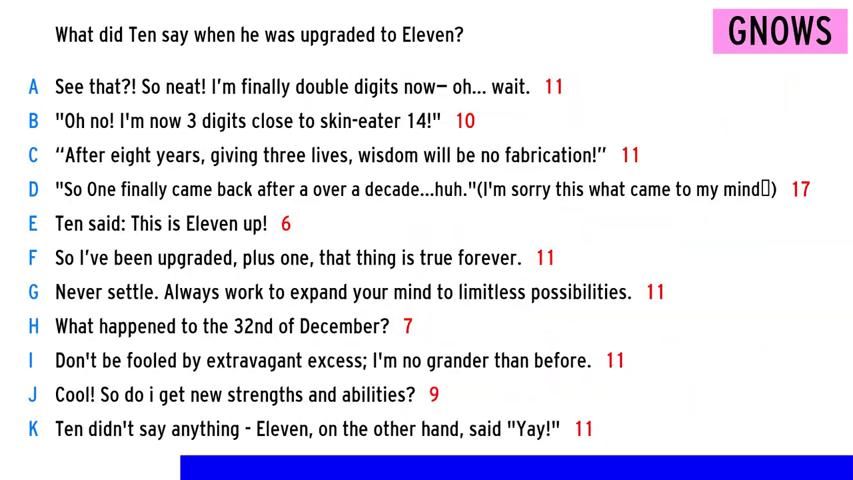 What did Ten say when he was upgraded to Eleven?
GNOWS
A See that?! So neat! I'm finally double digits now— oh... wait. 11
B "Oh no! I'm now 3 digits close to skin-eater 14!" 10
C “After eight years, giving three lives, wisdom will be no fabrication!” 11
D "So One finally came back after a over a decade...huh."(I'm sorry this what came to my mind▯) 17
E Ten said: This is Eleven up! 6
F So I've been upgraded, plus one, that thing is true forever. 11
G Never settle. Always work to expand your mind to limitless possibilities. 11
H What happened to the 32nd of December? 7
I Don't be fooled by extravagant excess; I'm no grander than before. 11
J Cool! So do i get new strengths and abilities? 9
K Ten didn't say anything - Eleven, on the other hand, said "Yay!" 11